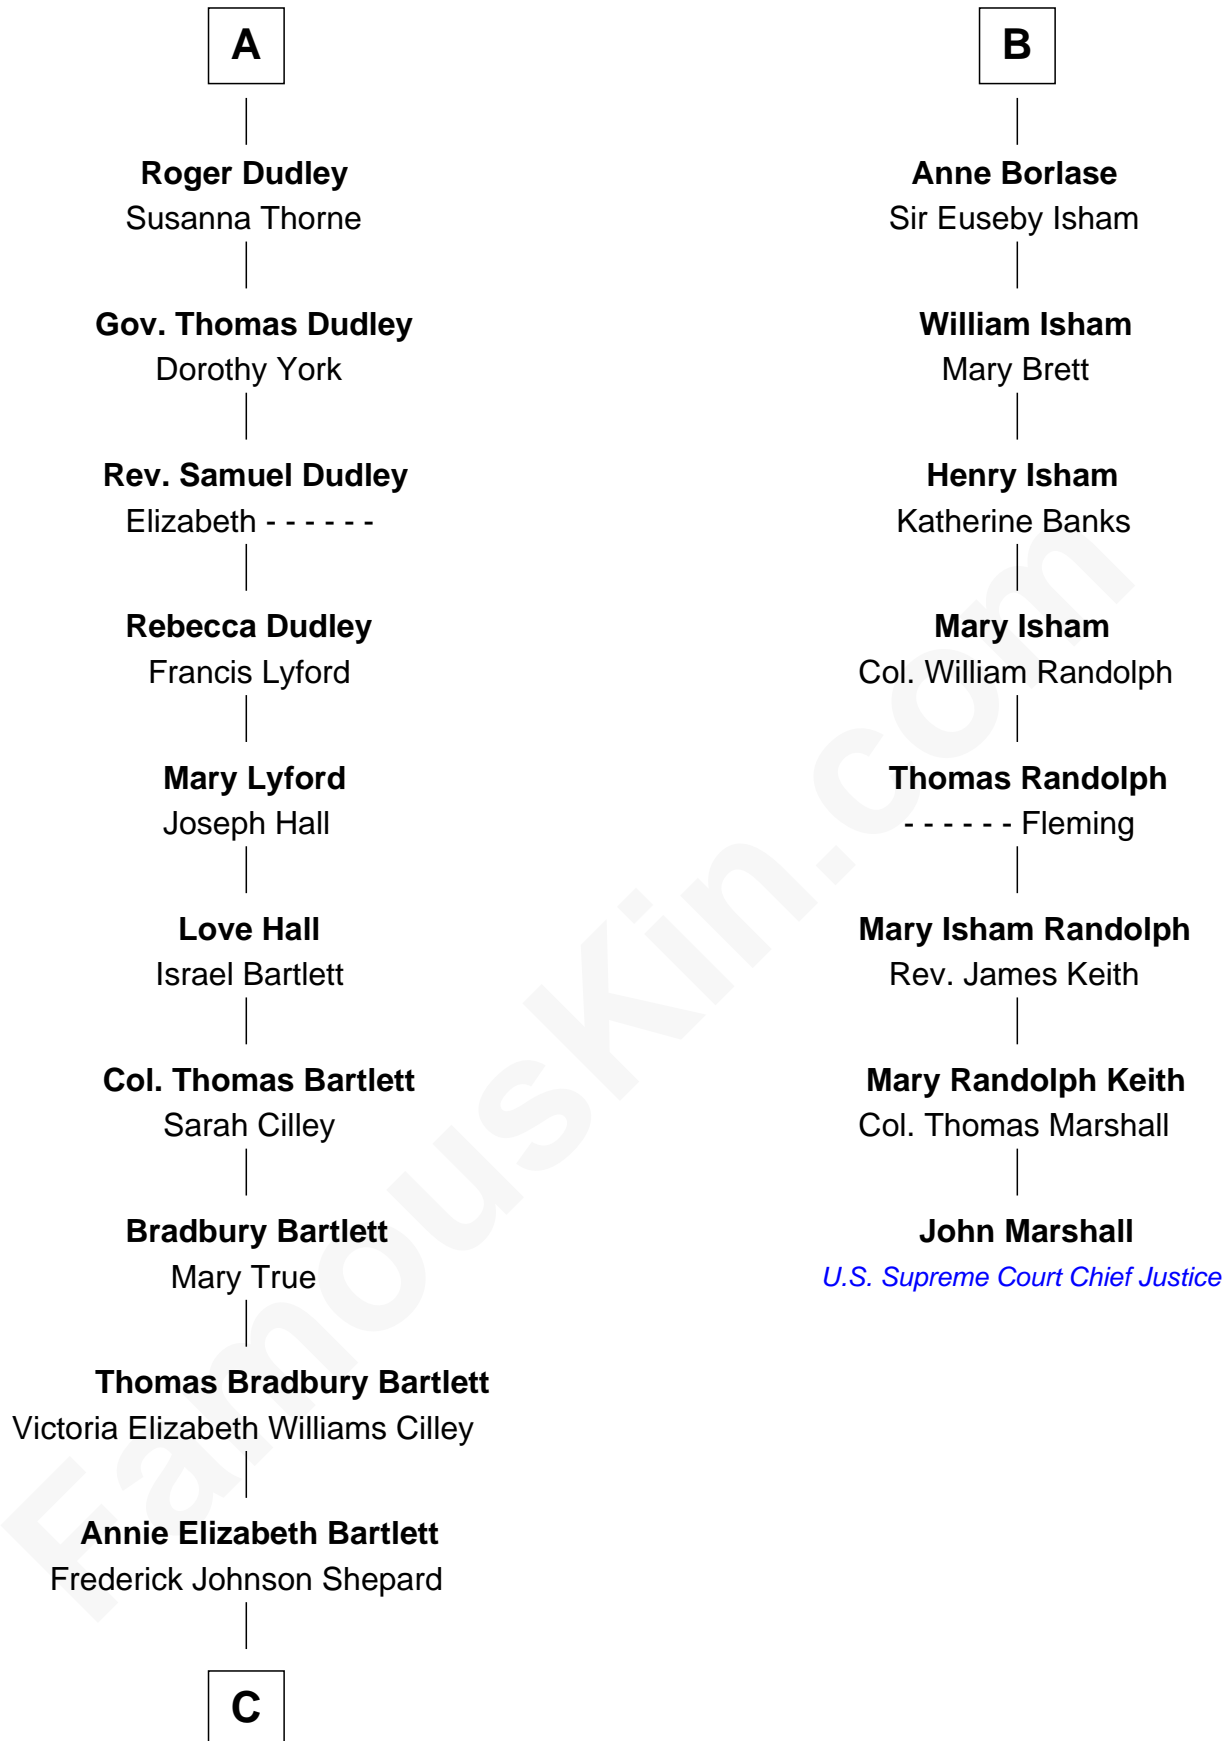 A
Roger Dudley
Susanna Thorne
Gov. Thomas Dudley
Dorothy York
Rev. Samuel Dudley
Elizabeth - - - - - -
Rebecca Dudley
Francis Lyford
Mary Lyford
Joseph Hall
Love Hall
Israel Bartlett
Col. Thomas Bartlett
Sarah Cilley
Bradbury Bartlett
Mary True
Thomas Bradbury Bartlett
Victoria Elizabeth Williams Cilley
Annie Elizabeth Bartlett
Frederick Johnson Shepard
C
B
Anne Borlase
Sir Euseby Isham
William Isham
Mary Brett
Henry Isham
Katherine Banks
Mary Isham
Col. William Randolph
Thomas Randolph
- - - - - - Fleming
Mary Isham Randolph
Rev. James Keith
Mary Randolph Keith
Col. Thomas Marshall
John Marshall
U.S. Supreme Court Chief Justice
FamousKin.com